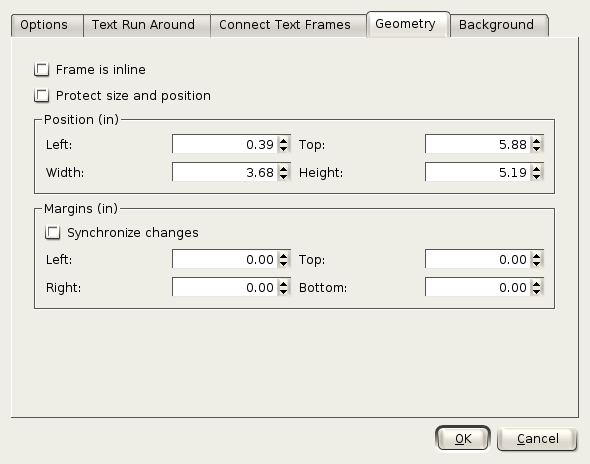 Options Text Run Around Connect Text Frames Geometry Background
Frame is inline
Protect size and position
Position (in)
Left: 0.39 Top: 5.88
Width: 3.68 Height: 5.19
Margins (in)
Synchronize changes
Left: 0.00 Top: 0.00
Right: 0.00 Bottom: 0.00
OK Cancel